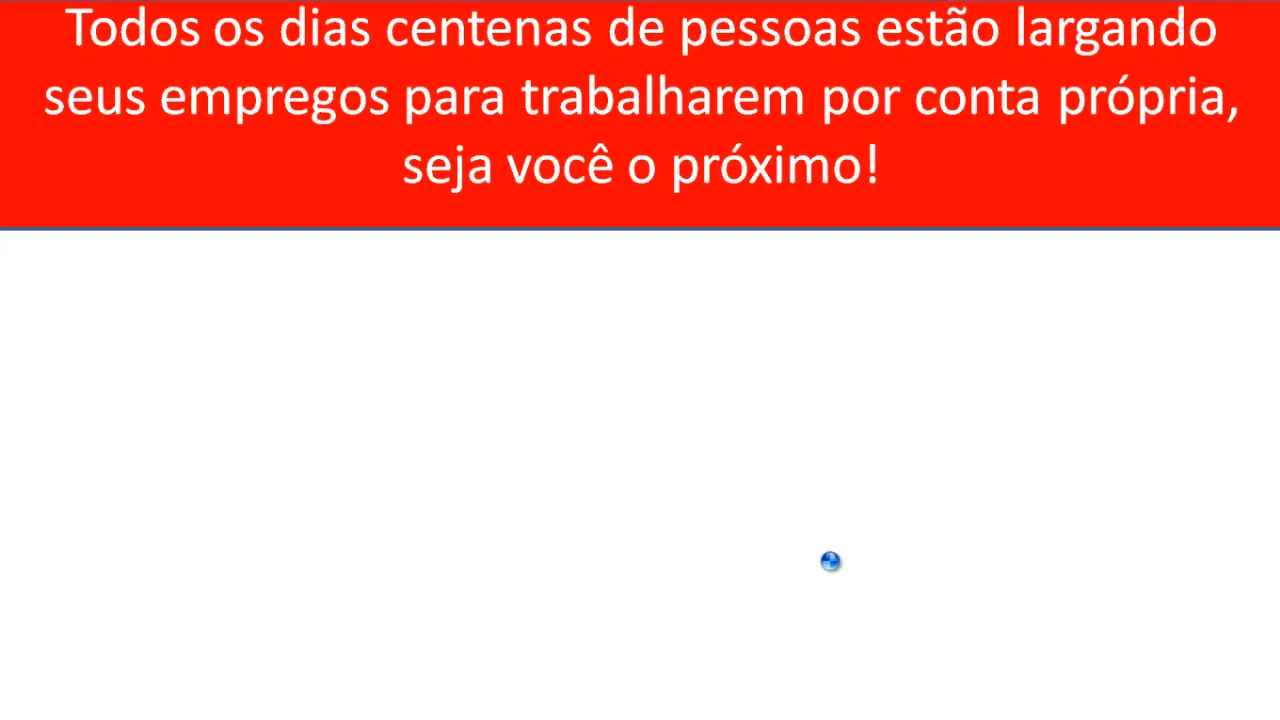 Todos os dias centenas de pessoas estão largando
seus empregos para trabalharem por conta própria,
seja você o próximo!